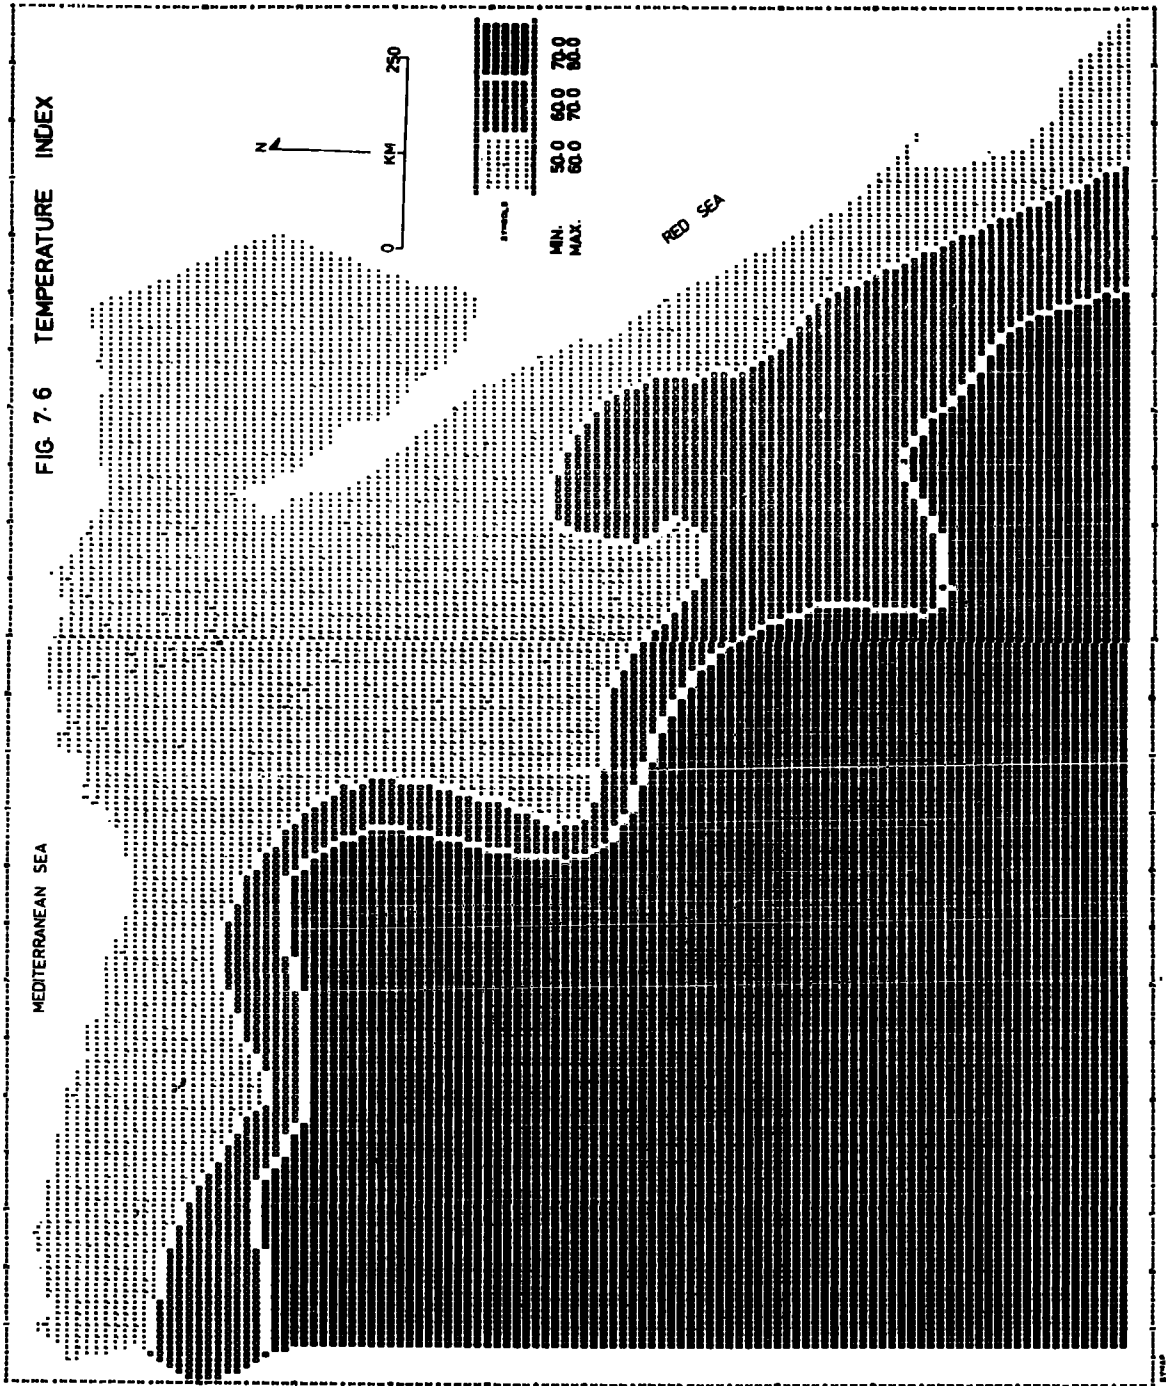 FIG. 7.6 TEMPERATURE INDEX
MEDITERRANEAN SEA
N
0 KM 250
SYMBOLS
MIN. 50.0 60.0 70.0
MAX. 60.0 70.0 80.0
RED SEA